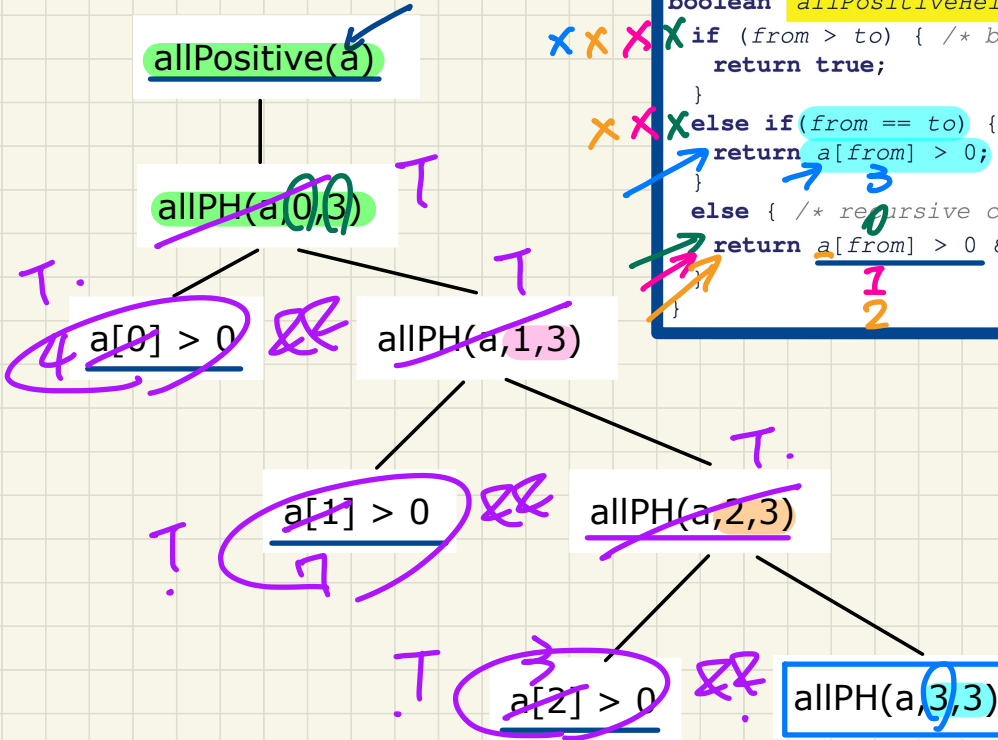 boolean allPositiveHel
allPositive(a)
X X X X if (from > to) { /* b
return true;
}
X X X else if(from == to) {
return a[from] > 0;
} 3
allPH(a,0,3) T
else { /* recursive c
0
return a[from] > 0 &
}
1
}
2
T. T
4 a[0] > 0 && allPH(a,1,3)
T.
T. a[1] > 0 && allPH(a,2,3)
7
T. 3 a[2] > 0 && allPH(a,3,3)